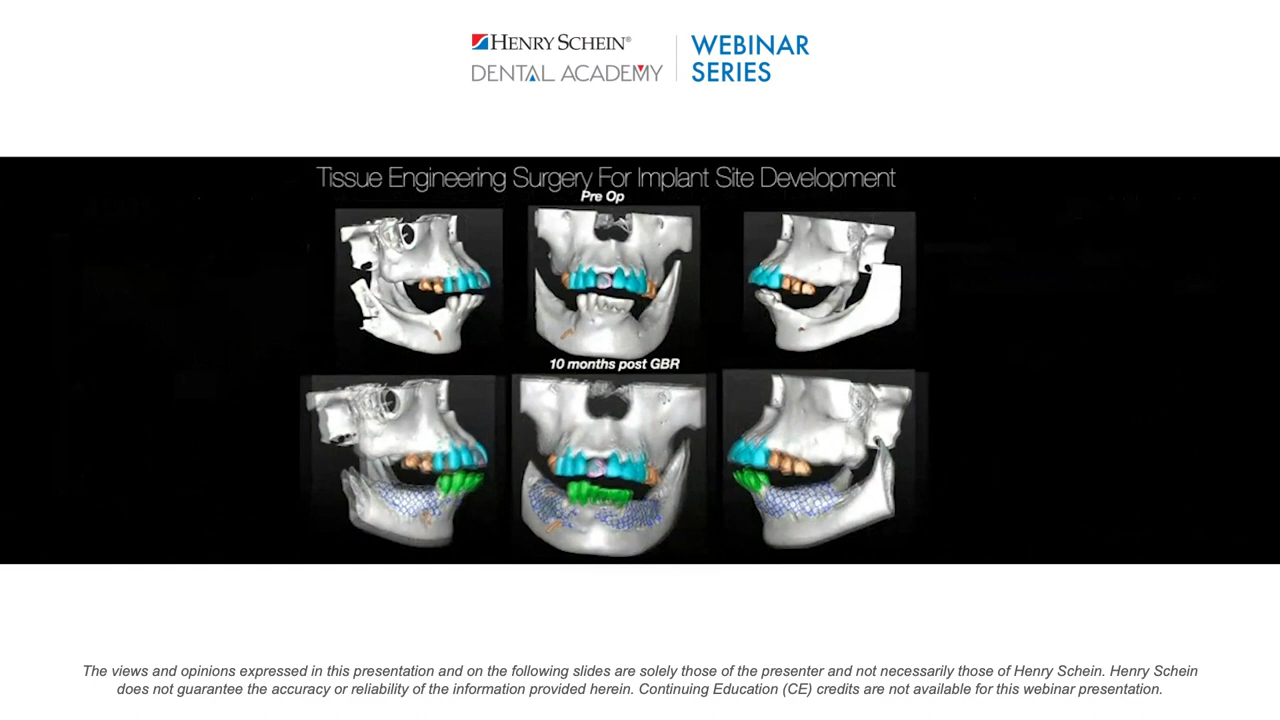 HENRY SCHEIN®
DENTAL ACADEMY
WEBINAR
SERIES
Tissue Engineering Surgery For Implant Site Development
Pre Op
10 months post GBR
The views and opinions expressed in this presentation and on the following slides are solely those of the presenter and not necessarily those of Henry Schein. Henry Schein
does not guarantee the accuracy or reliability of the information provided herein. Continuing Education (CE) credits are not available for this webinar presentation.